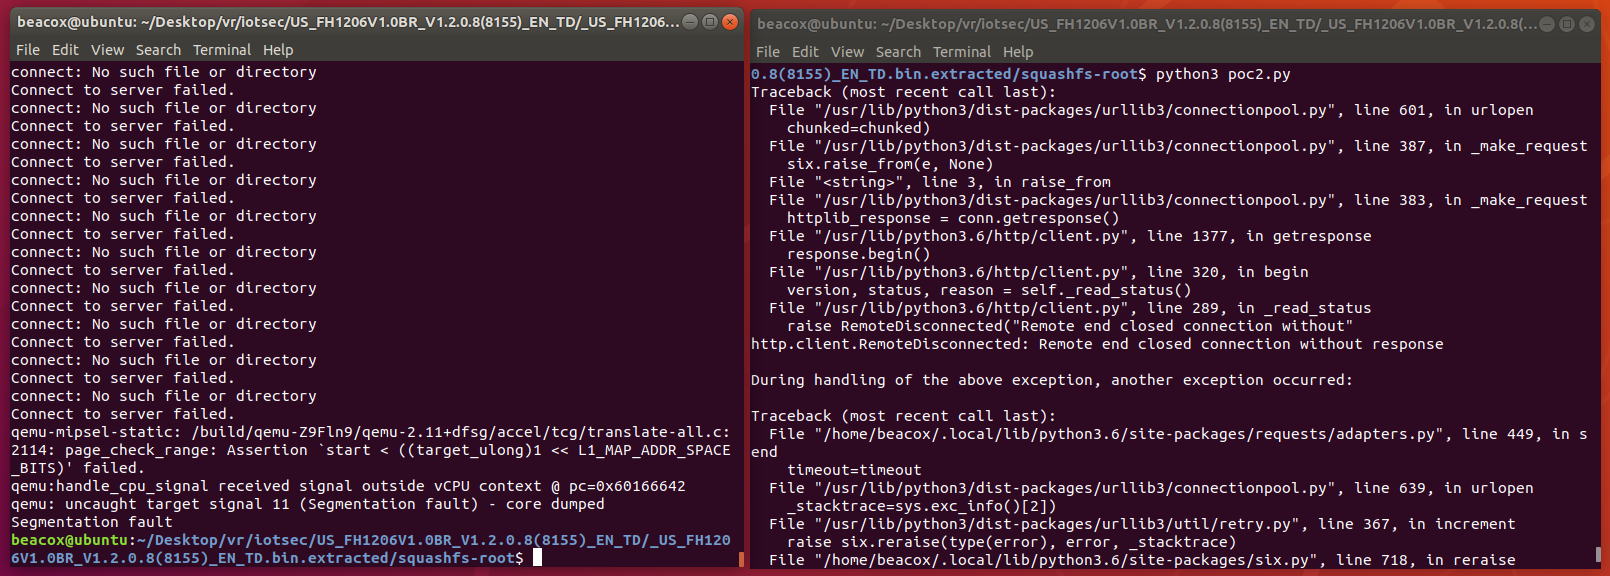 beacox@ubuntu: ~/Desktop/vr/iotsec/US_FH1206V1.0BR_V1.2.0.8(8155)_EN_TD/_US_FH1206...
File Edit View Search Terminal Help
connect: No such file or directory
Connect to server failed.
connect: No such file or directory
Connect to server failed.
connect: No such file or directory
Connect to server failed.
connect: No such file or directory
Connect to server failed.
connect: No such file or directory
Connect to server failed.
connect: No such file or directory
Connect to server failed.
connect: No such file or directory
Connect to server failed.
connect: No such file or directory
Connect to server failed.
connect: No such file or directory
Connect to server failed.
connect: No such file or directory
Connect to server failed.
qemu-mipsel-static: /build/qemu-Z9Fln9/qemu-2.11+dfsg/accel/tcg/translate-all.c:
2114: page_check_range: Assertion `start < ((target_ulong)1 << L1_MAP_ADDR_SPACE
_BITS)' failed.
qemu:handle_cpu_signal received signal outside vCPU context @ pc=0x60166642
qemu: uncaught target signal 11 (Segmentation fault) - core dumped
Segmentation fault
beacox@ubuntu:~/Desktop/vr/iotsec/US_FH1206V1.0BR_V1.2.0.8(8155)_EN_TD/_US_FH120
6V1.0BR_V1.2.0.8(8155)_EN_TD.bin.extracted/squashfs-root$
beacox@ubuntu: ~/Desktop/vr/iotsec/US_FH1206V1.0BR_V1.2.0.8(8155)_EN_TD/_US_FH1206V1.0BR_V1.2.0.8(...
File Edit View Search Terminal Help
0.8(8155)_EN_TD.bin.extracted/squashfs-root$ python3 poc2.py
Traceback (most recent call last):
  File "/usr/lib/python3/dist-packages/urllib3/connectionpool.py", line 601, in urlopen
    chunked=chunked)
  File "/usr/lib/python3/dist-packages/urllib3/connectionpool.py", line 387, in _make_request
    six.raise_from(e, None)
  File "<string>", line 3, in raise_from
  File "/usr/lib/python3/dist-packages/urllib3/connectionpool.py", line 383, in _make_request
    httplib_response = conn.getresponse()
  File "/usr/lib/python3.6/http/client.py", line 1377, in getresponse
    response.begin()
  File "/usr/lib/python3.6/http/client.py", line 320, in begin
    version, status, reason = self._read_status()
  File "/usr/lib/python3.6/http/client.py", line 289, in _read_status
    raise RemoteDisconnected("Remote end closed connection without"
http.client.RemoteDisconnected: Remote end closed connection without response
During handling of the above exception, another exception occurred:
Traceback (most recent call last):
  File "/home/beacox/.local/lib/python3.6/site-packages/requests/adapters.py", line 449, in s
end
    timeout=timeout
  File "/usr/lib/python3/dist-packages/urllib3/connectionpool.py", line 639, in urlopen
    _stacktrace=sys.exc_info()[2])
  File "/usr/lib/python3/dist-packages/urllib3/util/retry.py", line 367, in increment
    raise six.reraise(type(error), error, _stacktrace)
  File "/home/beacox/.local/lib/python3.6/site-packages/six.py", line 718, in reraise